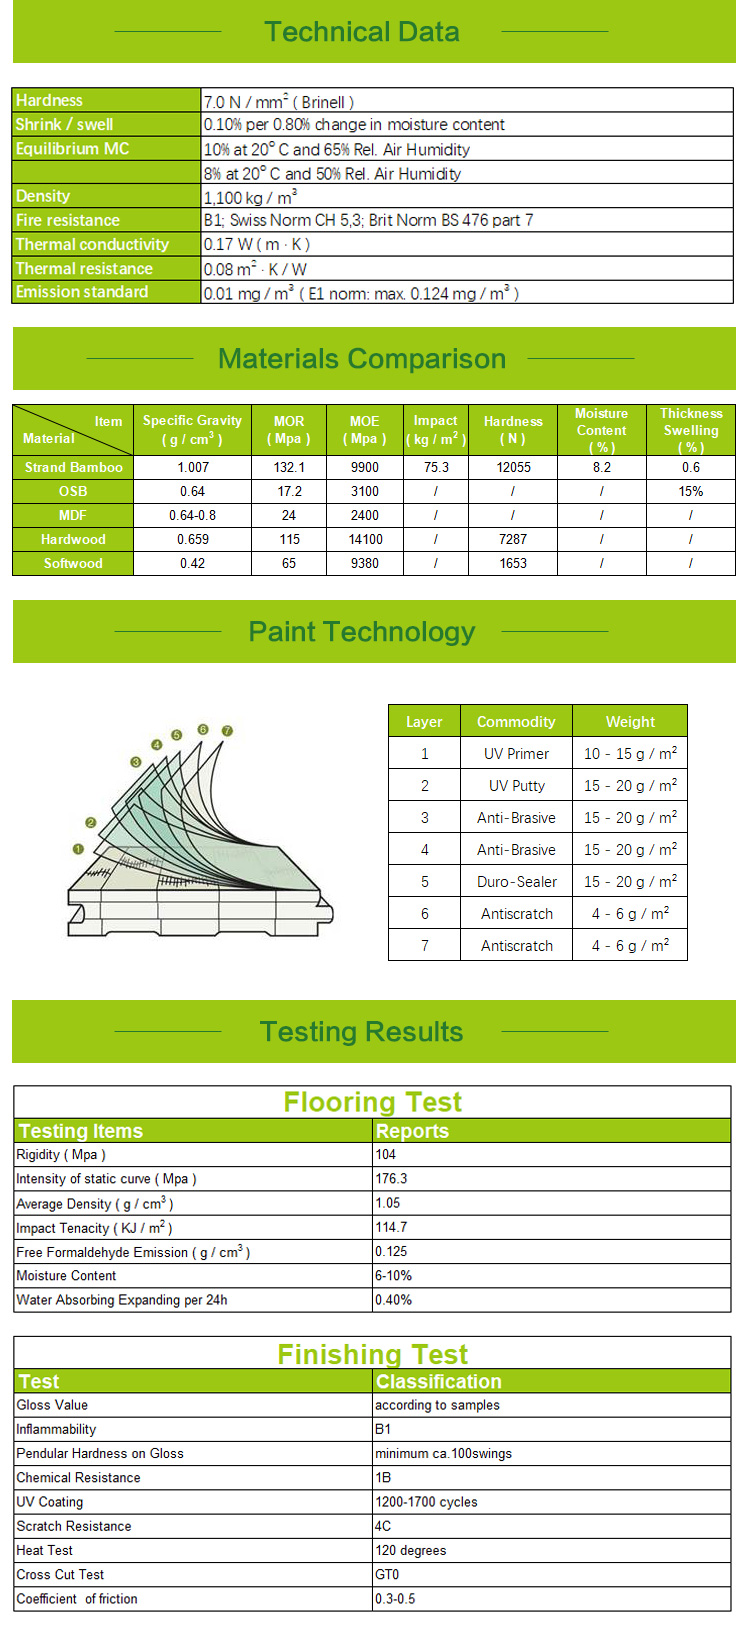 Technical Data
Hardness 7.0 N / mm² ( Brinell )
Shrink / swell 0.10% per 0.80% change in moisture content
Equilibrium MC 10% at 20° C and 65% Rel. Air Humidity
8% at 20° C and 50% Rel. Air Humidity
Density 1,100 kg / m³
Fire resistance B1; Swiss Norm CH 5,3; Brit Norm BS 476 part 7
Thermal conductivity 0.17 W ( m · K )
Thermal resistance 0.08 m² · K / W
Emission standard 0.01 mg / m³ ( E1 norm: max. 0.124 mg / m³ )
Materials Comparison
Item
Material
Specific Gravity
( g / cm³ )
MOR
( Mpa )
MOE
( Mpa )
Impact
( kg / m² )
Hardness
( N )
Moisture
Content
( % )
Thickness
Swelling
( % )
Strand Bamboo 1.007 132.1 9900 75.3 12055 8.2 0.6
OSB 0.64 17.2 3100 / / / 15%
MDF 0.64-0.8 24 2400 / / / /
Hardwood 0.659 115 14100 / 7287 / /
Softwood 0.42 65 9380 / 1653 / /
Paint Technology
1
2
3
4
5
6
7
Layer Commodity Weight
1 UV Primer 10 - 15 g / m²
2 UV Putty 15 - 20 g / m²
3 Anti-Brasive 15 - 20 g / m²
4 Anti-Brasive 15 - 20 g / m²
5 Duro-Sealer 15 - 20 g / m²
6 Antiscratch 4 - 6 g / m²
7 Antiscratch 4 - 6 g / m²
Testing Results
Flooring Test
Testing Items Reports
Rigidity ( Mpa ) 104
Intensity of static curve ( Mpa ) 176.3
Average Density ( g / cm³ ) 1.05
Impact Tenacity ( KJ / m² ) 114.7
Free Formaldehyde Emission ( g / cm³ ) 0.125
Moisture Content 6-10%
Water Absorbing Expanding per 24h 0.40%
Finishing Test
Test Classification
Gloss Value according to samples
Inflammability B1
Pendular Hardness on Gloss minimum ca.100swings
Chemical Resistance 1B
UV Coating 1200-1700 cycles
Scratch Resistance 4C
Heat Test 120 degrees
Cross Cut Test GT0
Coefficient of friction 0.3-0.5